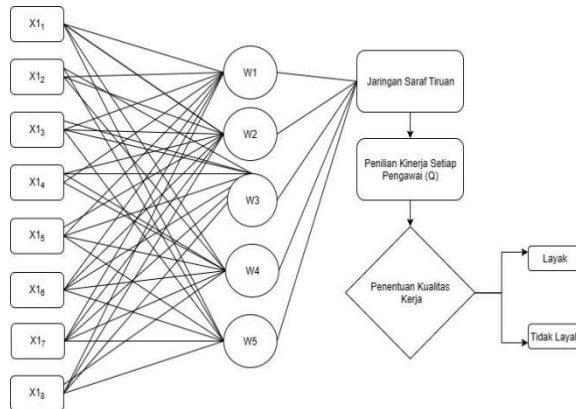 X1₁
X1₂
X1₃
X1₄
X1₅
X1₆
X1₇
X1₈
W1
W2
W3
W4
W5
Jaringan Saraf Tiruan
Penilian Kinerja Setiap
Pengawai (Q)
Penentuan Kualitas
Kerja
Layak
Tidak Layak